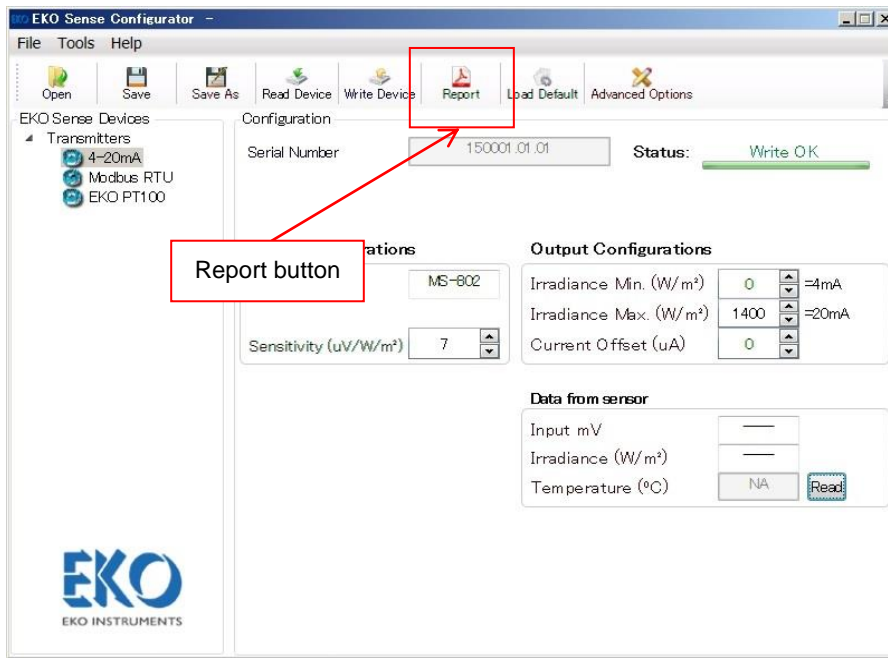 EKO EKO Sense Configurator -
File Tools Help
Open Save Save As Read Device Write Device Report Load Default Advanced Options
EKO Sense Devices
Transmitters
4-20mA
Modbus RTU
EKO PT100
Configuration
Serial Number 150001.01.01 Status: Write OK
Report button
rations
MS-802
Sensitivity (uV/W/m²) 7
Output Configurations
Irradiance Min. (W/m²) 0 =4mA
Irradiance Max. (W/m²) 1400 =20mA
Current Offset (uA) 0
Data from sensor
Input mV ——
Irradiance (W/m²) ——
Temperature (ºC) NA Read
EKO
EKO INSTRUMENTS